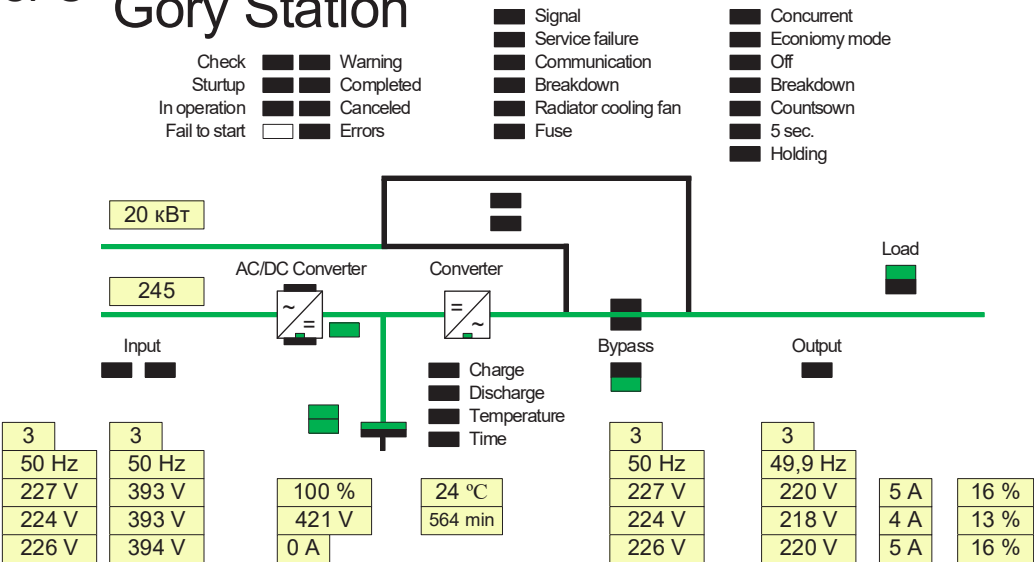 Gory Station
Signal
Service failure
Communication
Breakdown
Radiator cooling fan
Fuse
Concurrent
Econiomy mode
Off
Breakdown
Countsown
5 sec.
Holding
Check Warning
Sturtup Completed
In operation Canceled
Fail to start Errors
20 кВт
245
AC/DC Converter
Converter
Load
~
=
=
~
Input
Bypass
Output
Charge
Discharge
Temperature
Time
3 3 3 3
50 Hz 50 Hz 50 Hz 49,9 Hz
227 V 393 V 100 % 24 ºC 227 V 220 V 5 A 16 %
224 V 393 V 421 V 564 min 224 V 218 V 4 A 13 %
226 V 394 V 0 A 226 V 220 V 5 A 16 %